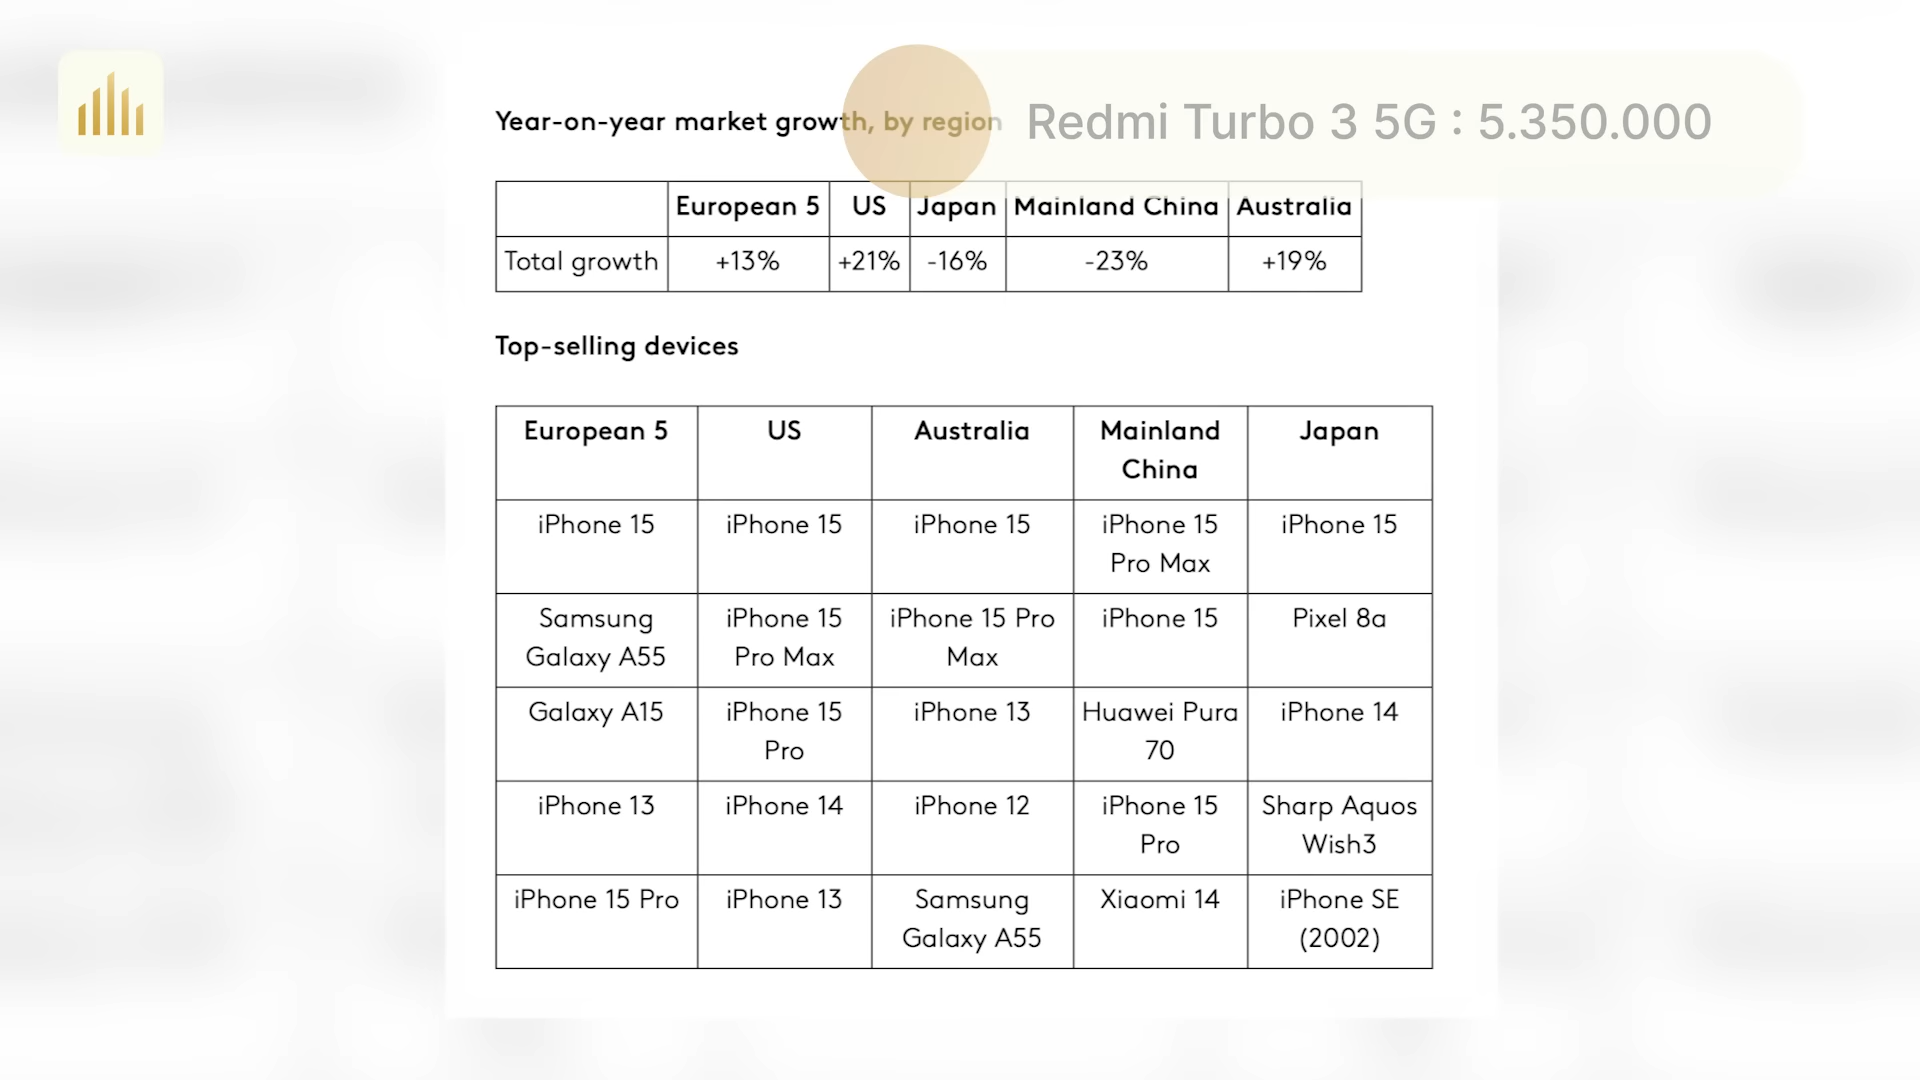 Year-on-year market growth, by region
Redmi Turbo 3 5G : 5.350.000
European 5 US Japan Mainland China Australia
Total growth +13% +21% -16% -23% +19%
Top-selling devices
European 5 US Australia Mainland China Japan
iPhone 15 iPhone 15 iPhone 15 iPhone 15 Pro Max iPhone 15
Samsung Galaxy A55 iPhone 15 Pro Max iPhone 15 Pro Max iPhone 15 Pixel 8a
Galaxy A15 iPhone 15 Pro iPhone 13 Huawei Pura 70 iPhone 14
iPhone 13 iPhone 14 iPhone 12 iPhone 15 Pro Sharp Aquos Wish3
iPhone 15 Pro iPhone 13 Samsung Galaxy A55 Xiaomi 14 iPhone SE (2002)